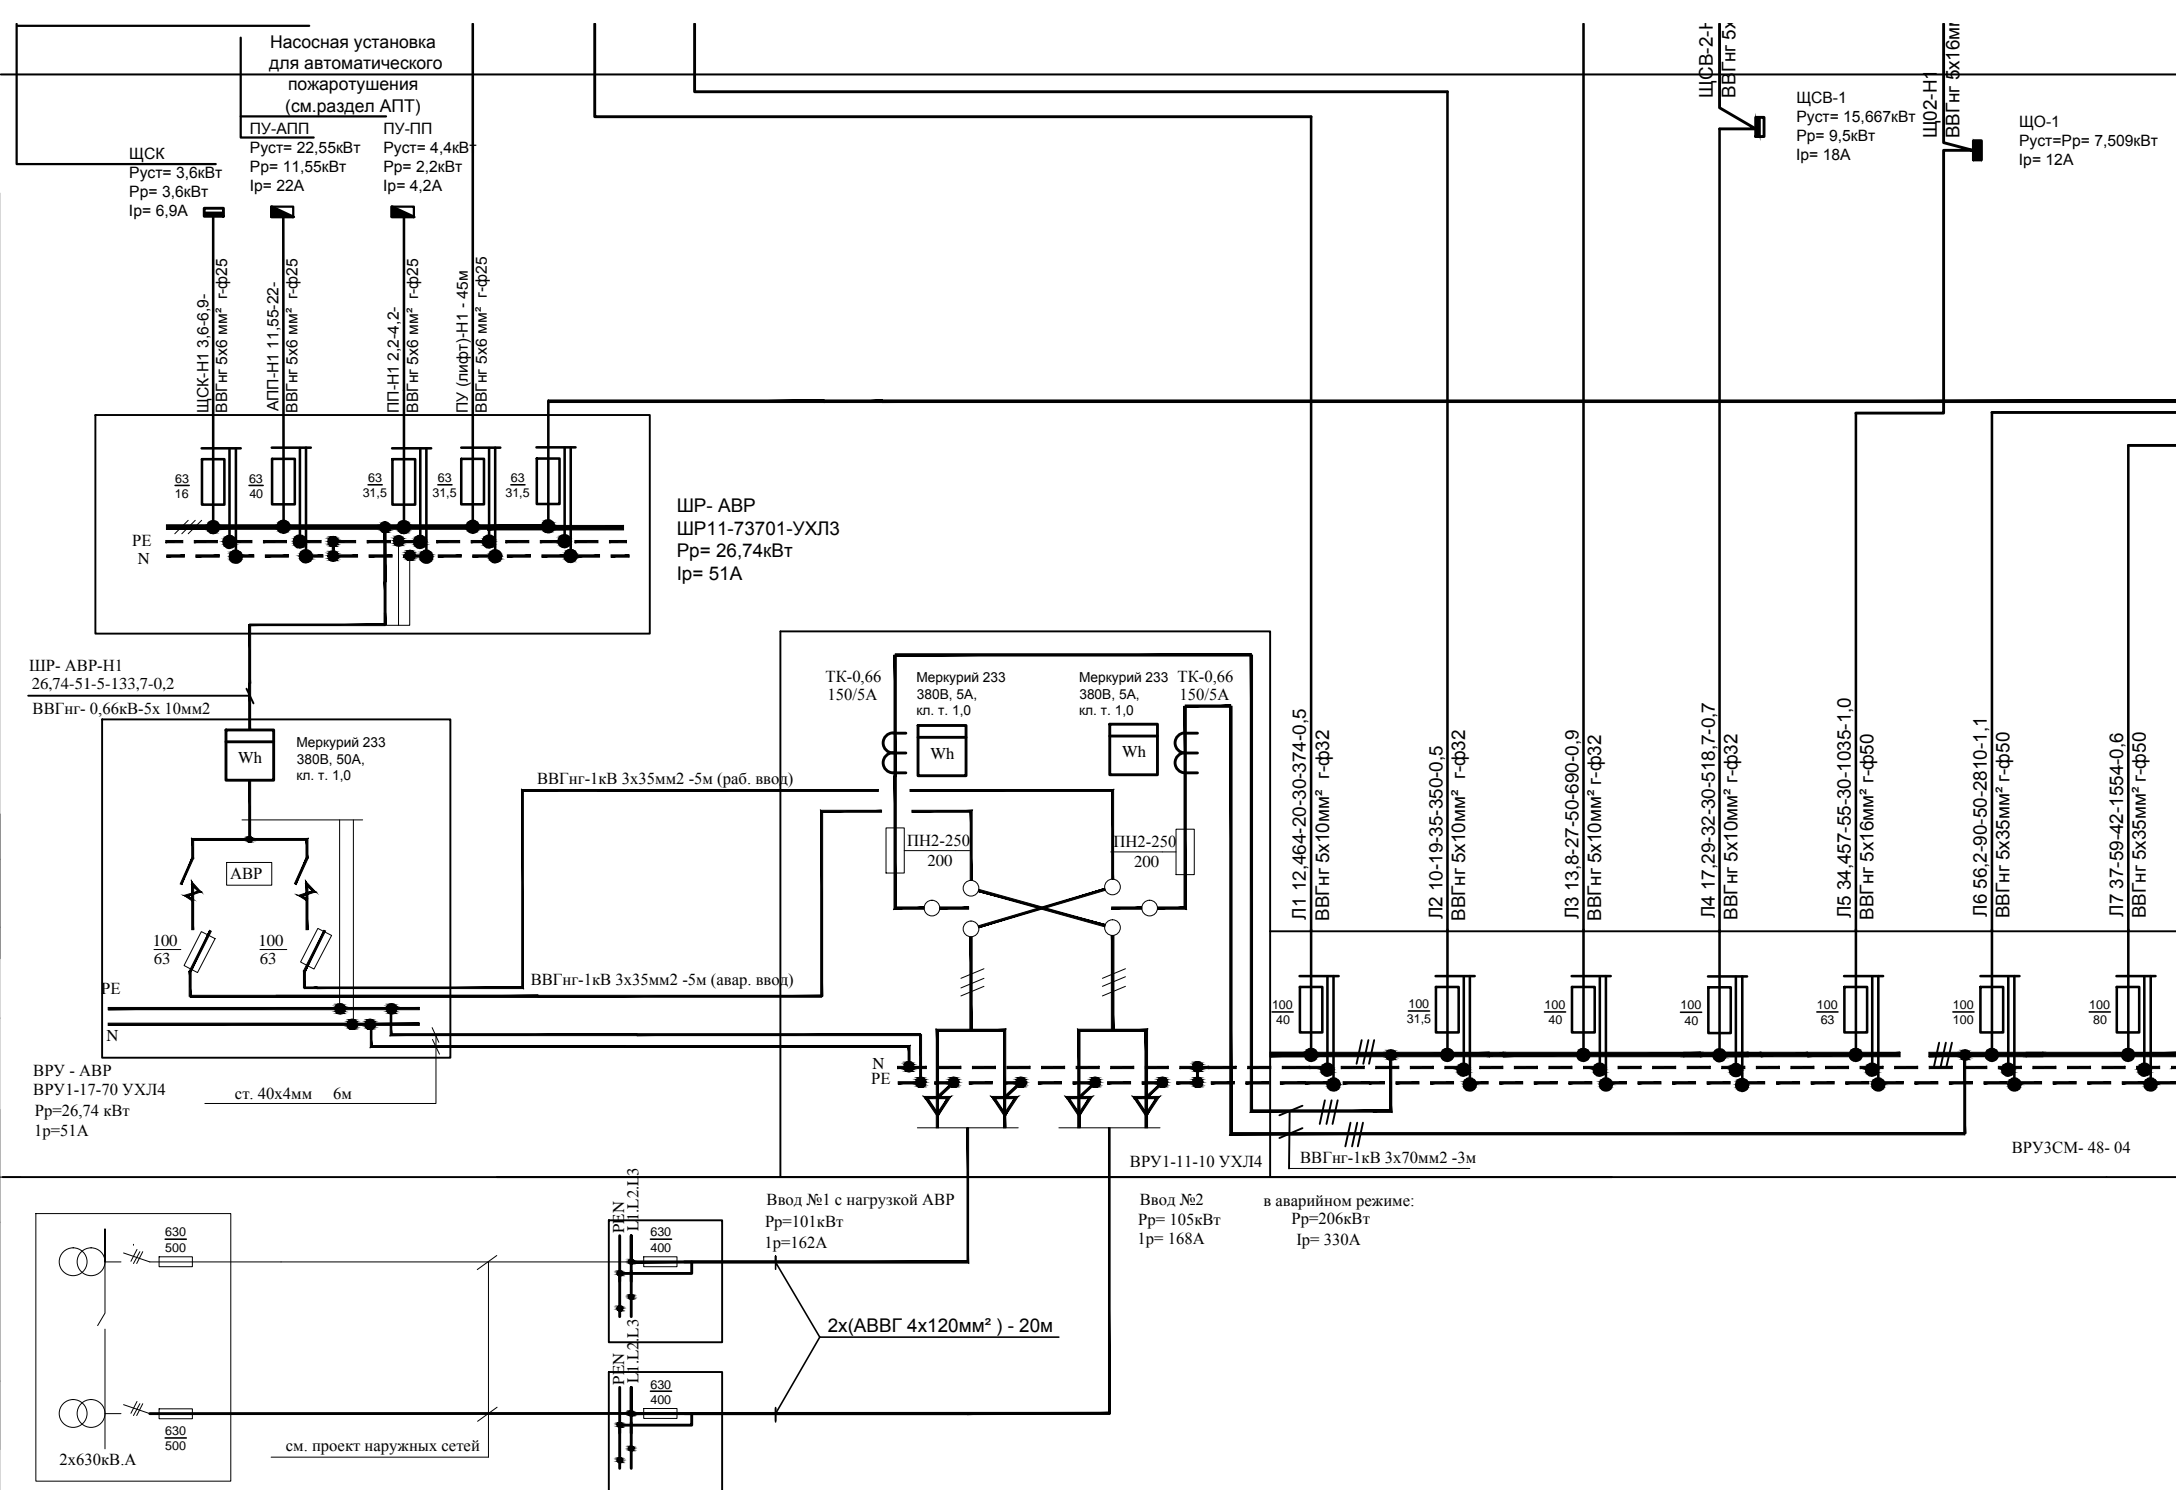 Насосная установка
для автоматического
пожаротушения
(см.раздел АПТ)
ЩСК
Руст= 3,6кВт
Рр= 3,6кВт
Iр= 6,9А
ПУ-АПП
Руст= 22,55кВт
Рр= 11,55кВт
Iр= 22А
ПУ-ПП
Руст= 4,4кВт
Рр= 2,2кВт
Iр= 4,2А
ВВГнг 5х16мм
ЩО2-Н1
ЩСВ-1
Руст= 15,667кВт
Рр= 9,5кВт
Iр= 18А
ЩО-1
Руст=Рр= 7,509кВт
Iр= 12А
ЩСК-Н1 3,6-6,9-
ВВГнг 5х6 мм² г-ф25
АПП-Н1 11,55-22-
ВВГнг 5х6 мм² г-ф25
ПП-Н1 2,2-4,2-
ВВГнг 5х6 мм² г-ф25
ПУ (лифт)-Н1 - 45м
ВВГнг 5х6 мм² г-ф25
63
16
63
40
63
31,5
63
31,5
63
31,5
PE
N
ШР- АВР
ШР11-73701-УХЛ3
Рр= 26,74кВт
Iр= 51А
ШР- АВР-Н1
26,74-51-5-133,7-0,2
ВВГнг- 0,66кВ-5х 10мм2
Wh
Меркурий 233
380В, 50А,
кл. т. 1,0
АВР
100
63
100
63
PE
N
ВРУ - АВР
ВРУ1-17-70 УХЛ4
Рр=26,74 кВт
1р=51А
ст. 40х4мм 6м
ВВГнг-1кВ 3х35мм2 -5м (раб. ввод)
ВВГнг-1кВ 3х35мм2 -5м (авар. ввод)
ТК-0,66
150/5А
Меркурий 233
380В, 5А,
кл. т. 1,0
Wh
Меркурий 233
380В, 5А,
кл. т. 1,0
Wh
ТК-0,66
150/5А
ПН2-250
200
ПН2-250
200
N
PE
ВРУ1-11-10 УХЛ4
Л1 12,464-20-30-374-0,5
ВВГнг 5х10мм² г-ф32
Л2 10-19-35-350-0,5
ВВГнг 5х10мм² г-ф32
Л3 13,8-27-50-690-0,9
ВВГнг 5х10мм² г-ф32
Л4 17,29-32-30-518,7-0,7
ВВГнг 5х10мм² г-ф32
Л5 34,457-55-30-1035-1,0
ВВГнг 5х16мм² г-ф50
Л6 56,2-90-50-2810-1,1
ВВГнг 5х35мм² г-ф50
Л7 37-59-42-1554-0,6
ВВГнг 5х35мм² г-ф50
100
40
100
31,5
100
40
100
40
100
63
100
100
100
80
ВВГнг-1кВ 3х70мм2 -3м
ВРУ3СМ- 48- 04
Ввод №1 с нагрузкой АВР
Рр=101кВт
1р=162А
Ввод №2
Рр= 105кВт
1р= 168А
в аварийном режиме:
Рр=206кВт
Iр= 330А
630
500
PEN
L1.L2.L3
630
400
2х(АВВГ 4х120мм² ) - 20м
PEN
L1.L2.L3
630
400
630
500
2х630кВ.А
см. проект наружных сетей